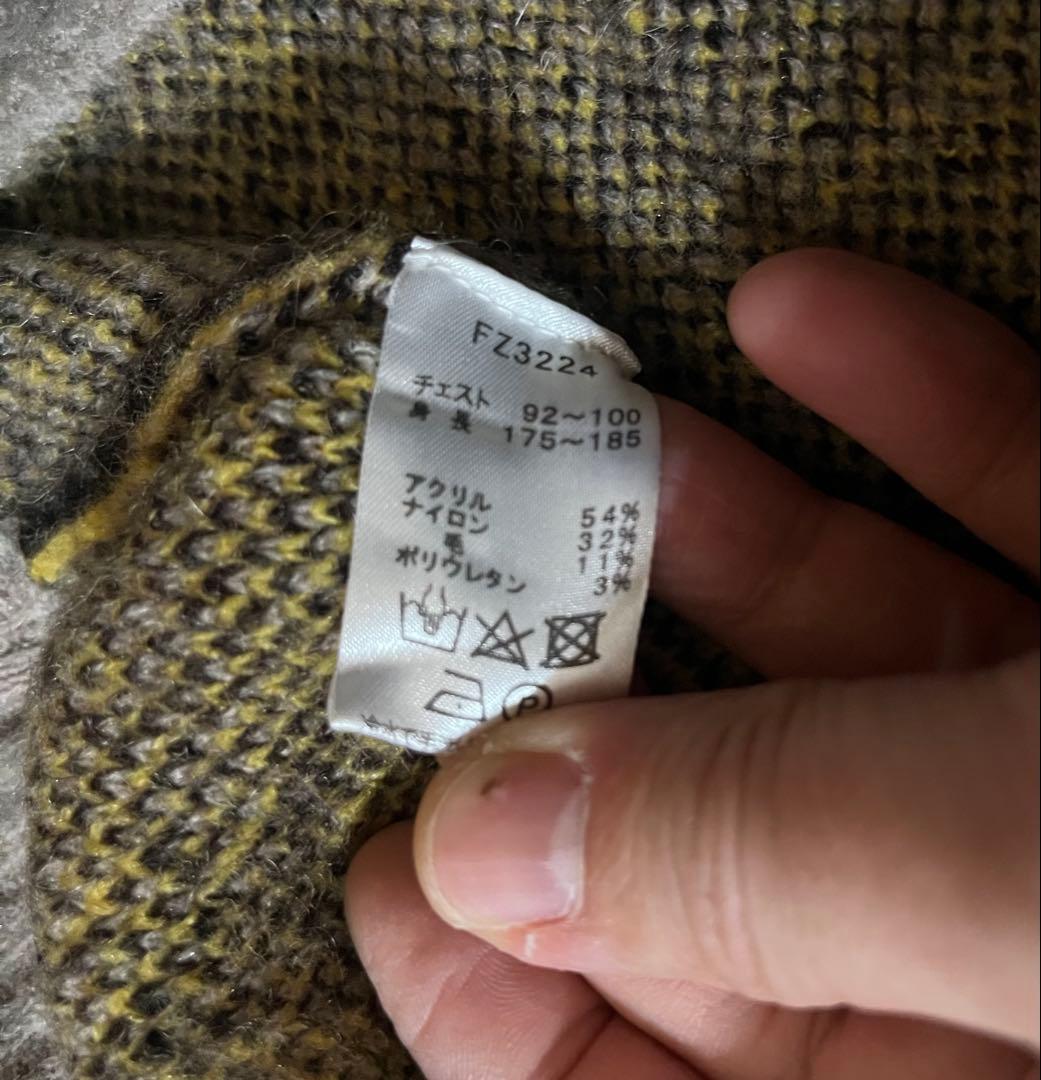 FZ3224
チェスト 92～100
身長 175～185
アクリル 54%
ナイロン 32%
毛 11%
ポリウレタン 3%
P